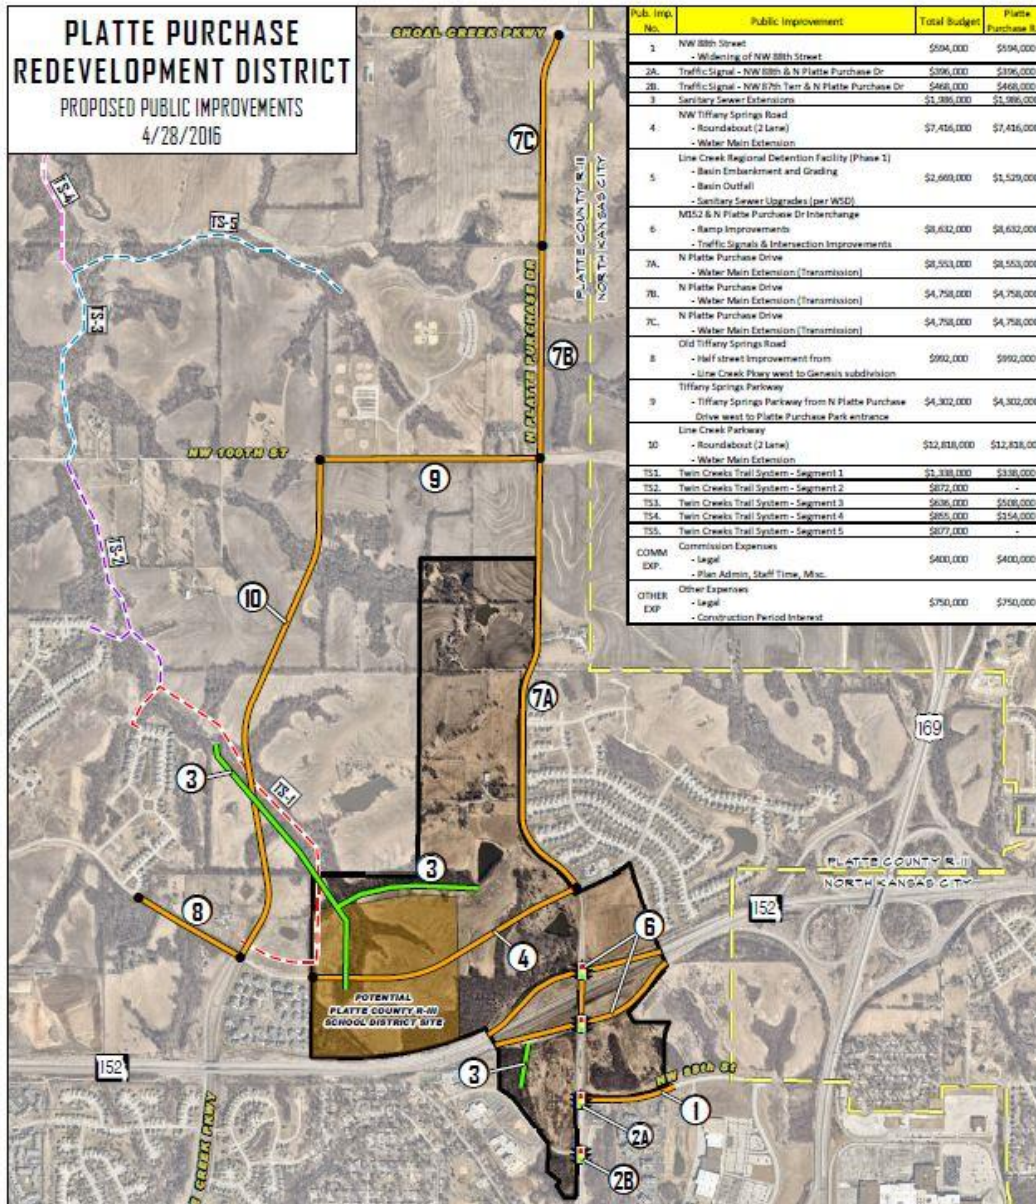 PLATTE PURCHASE
REDEVELOPMENT DISTRICT
PROPOSED PUBLIC IMPROVEMENTS
4/28/2016
Pub. Imp. No. Public Improvement Total Budget Platte Purchase R
1 NW 88th Street $594,000 $594,000
- Widening of NW 88th Street
2A. Traffic Signal - NW 88th & N Platte Purchase Dr $396,000 $396,000
2B. Traffic Signal - NW 87th Terr & N Platte Purchase Dr $468,000 $468,000
3 Sanitary Sewer Extensions $1,986,000 $1,986,000
4 NW Tiffany Springs Road $7,416,000 $7,416,000
- Roundabout (2 Lane)
- Water Main Extension
5 Line Creek Regional Detention Facility (Phase 1) $2,669,000 $1,529,000
- Basin Embankment and Grading
- Basin Outfall
- Sanitary Sewer Upgrades (per WSD)
6 M152 & N Platte Purchase Dr Interchange $8,632,000 $8,632,000
- Ramp Improvements
- Traffic Signals & Intersection Improvements
7A. N Platte Purchase Drive $8,553,000 $8,553,000
- Water Main Extension (Transmission)
7B. N Platte Purchase Drive $4,758,000 $4,758,000
- Water Main Extension (Transmission)
7C. N Platte Purchase Drive $4,758,000 $4,758,000
- Water Main Extension (Transmission)
8 Old Tiffany Springs Road $992,000 $992,000
- Half street Improvement from
- Line Creek Pkwy west to Genesis subdivision
9 Tiffany Springs Parkway $4,302,000 $4,302,000
- Tiffany Springs Parkway from N Platte Purchase
Drive west to Platte Purchase Park entrance
10 Line Creek Parkway $12,818,000 $12,818,00
- Roundabout (2 Lane)
- Water Main Extension
TS1. Twin Creeks Trail System - Segment 1 $1,338,000 $338,000
TS2. Twin Creeks Trail System - Segment 2 $872,000 -
TS3. Twin Creeks Trail System - Segment 3 $636,000 $508,000
TS4. Twin Creeks Trail System - Segment 4 $855,000 $154,000
TS5. Twin Creeks Trail System - Segment 5 $877,000 -
COMM EXP. Commission Expenses $400,000 $400,000
- Legal
- Plan Admin, Staff Time, Misc.
OTHER EXP Other Expenses $750,000 $750,000
- Legal
- Construction Period Interest
SHOAL CREEK PKWY
7C
PLATTE COUNTY R-III
NORTH KANSAS CITY
TS-4
TS-5
TS-3
N PLATTE PURCHASE DR
7B
NW 100TH ST
9
TS-2
10
7A
169
3
TS-1
PLATTE COUNTY R-III
NORTH KANSAS CITY
3
152
8
6
4
POTENTIAL
PLATTE COUNTY R-III
SCHOOL DISTRICT SITE
152
3
NW 88th St
1
2A
2B
CREEK PKWY